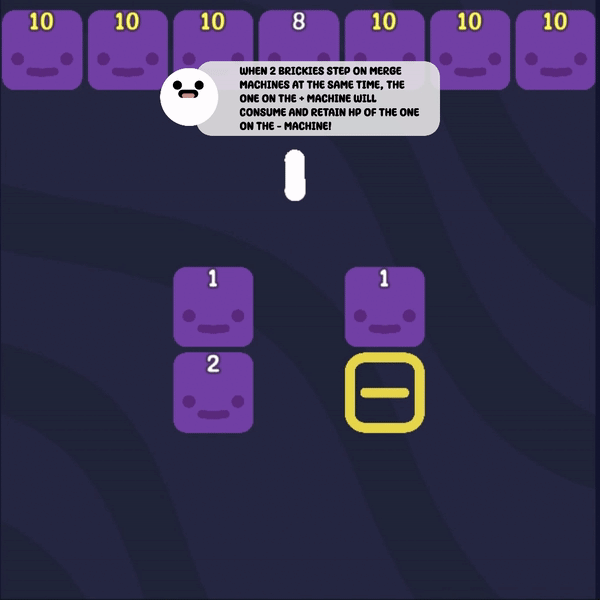 10 10 10 8 10 10 10
WHEN 2 BRICKIES STEP ON MERGE
MACHINES AT THE SAME TIME, THE
ONE ON THE + MACHINE WILL
CONSUME AND RETAIN HP OF THE ONE
ON THE - MACHINE!
1 1
2